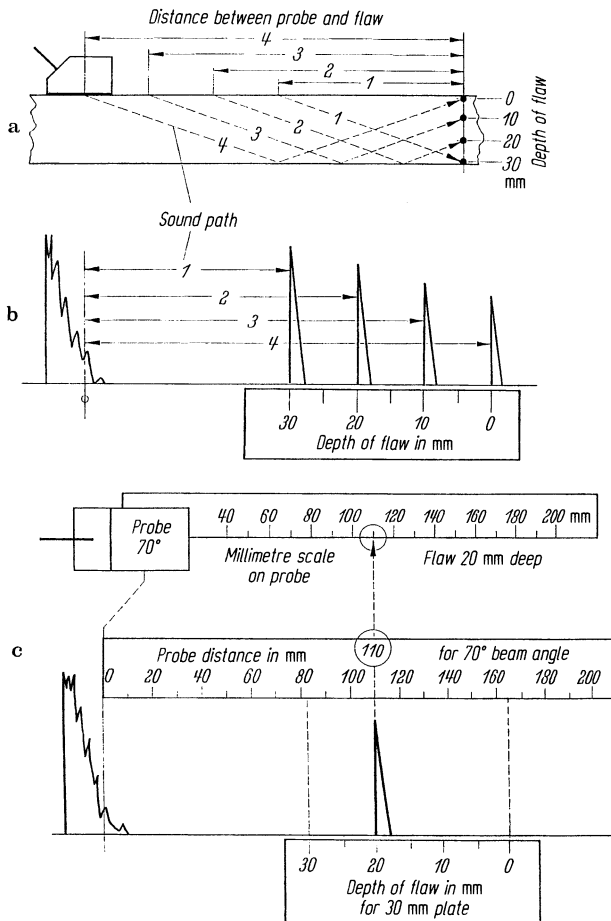 Distance between probe and flaw
4
3
2
1
0
10
20
30
mm
Depth of flaw
a
1
2
3
4
Sound path
b
1
2
3
4
30 20 10 0
Depth of flaw in mm
Probe
70°
40 60 80 100 120 140 160 180 200 mm
Millimetre scale
on probe
Flaw 20 mm deep
c
Probe distance in mm
110
for 70° beam angle
0 20 40 60 80 100 120 140 160 180 200
30 20 10 0
Depth of flaw in mm
for 30 mm plate